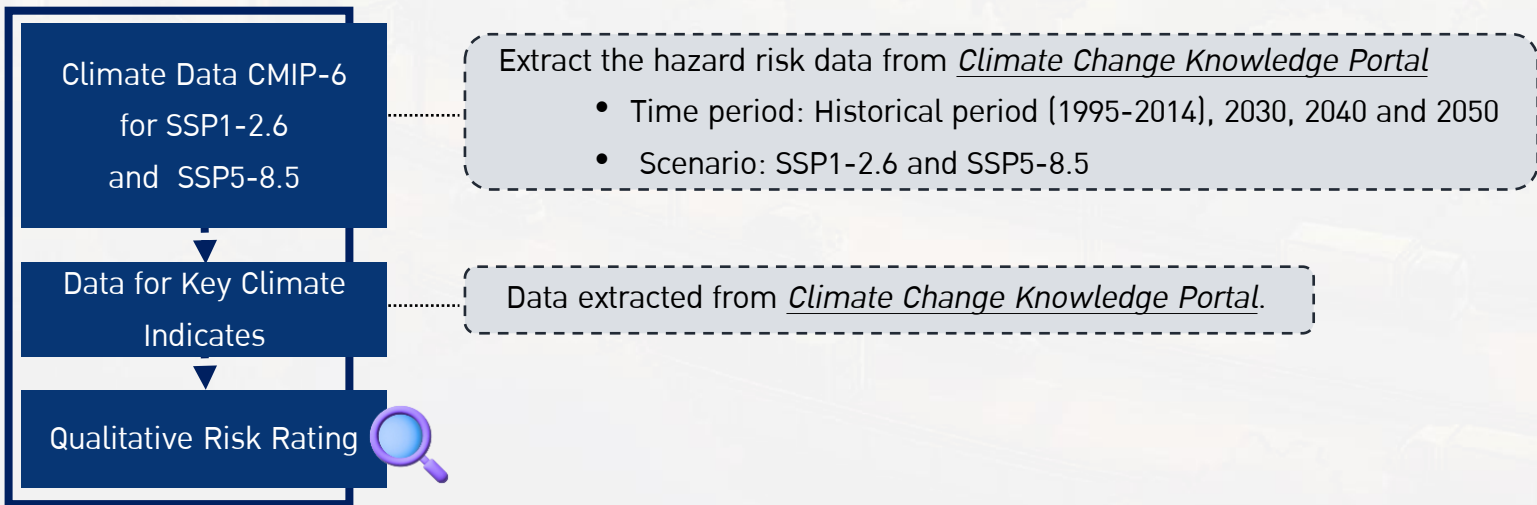 Climate Data CMIP-6
for SSP1-2.6
and SSP5-8.5
Extract the hazard risk data from Climate Change Knowledge Portal
• Time period: Historical period (1995-2014), 2030, 2040 and 2050
• Scenario: SSP1-2.6 and SSP5-8.5
Data for Key Climate
Indicates
Data extracted from Climate Change Knowledge Portal.
Qualitative Risk Rating